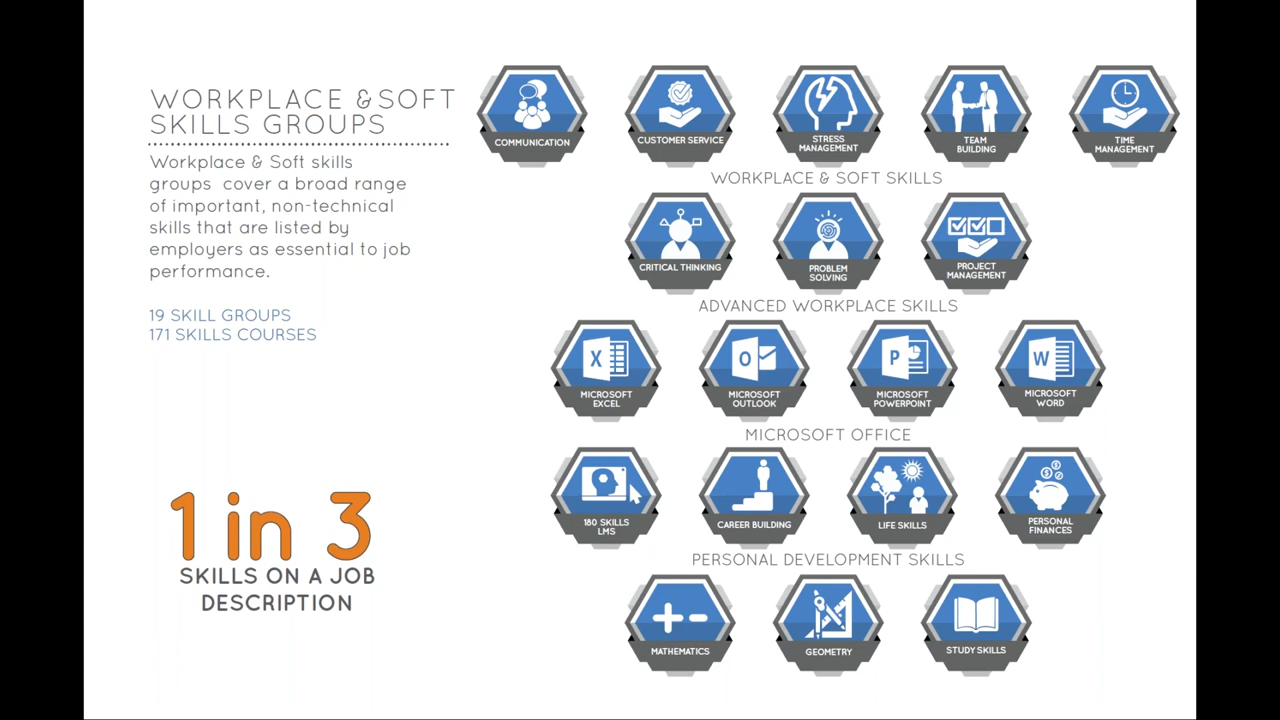 WORKPLACE &SOFT
SKILLS GROUPS
Workplace & Soft skills
groups cover a broad range
of important, non-technical
skills that are listed by
employers as essential to job
performance.
19 SKILL GROUPS
171 SKILLS COURSES
1 in 3
SKILLS ON A JOB
DESCRIPTION
COMMUNICATION
CUSTOMER SERVICE
STRESS
MANAGEMENT
TEAM
BUILDING
TIME
MANAGEMENT
WORKPLACE & SOFT SKILLS
CRITICAL THINKING
PROBLEM
SOLVING
PROJECT
MANAGEMENT
ADVANCED WORKPLACE SKILLS
X
MICROSOFT
EXCEL
O
MICROSOFT
OUTLOOK
P
MICROSOFT
POWERPOINT
W
MICROSOFT
WORD
MICROSOFT OFFICE
180 SKILLS
LMS
CAREER BUILDING
LIFE SKILLS
PERSONAL
FINANCES
PERSONAL DEVELOPMENT SKILLS
MATHEMATICS
GEOMETRY
STUDY SKILLS